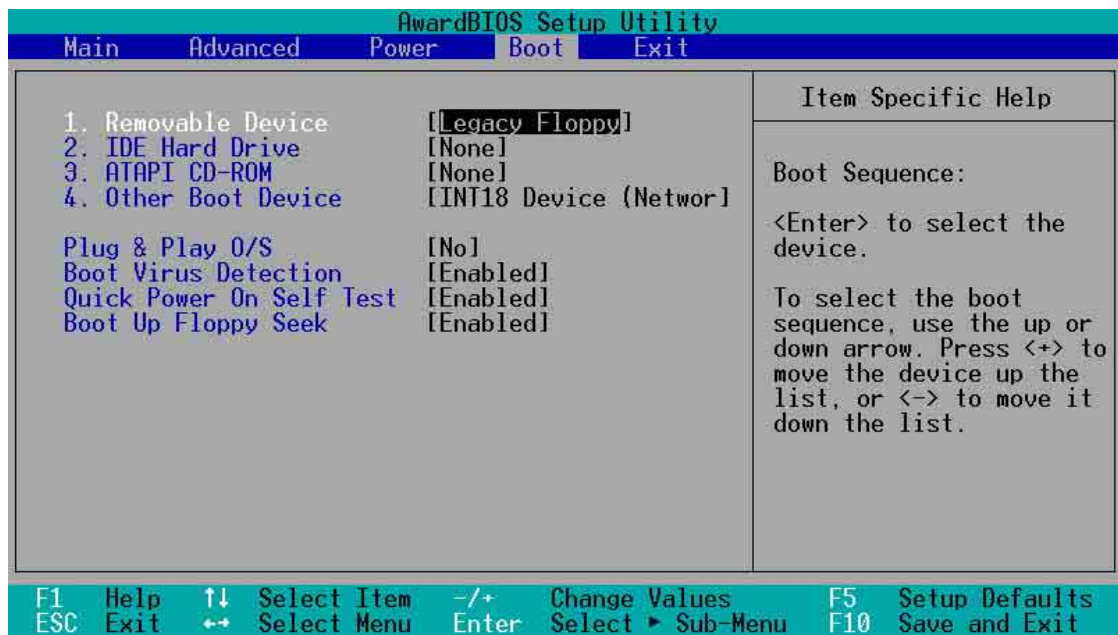 AwardBIOS Setup Utility
Main Advanced Power Boot Exit
1. Removable Device [Legacy Floppy]
2. IDE Hard Drive [None]
3. ATAPI CD-ROM [None]
4. Other Boot Device [INT18 Device (Networ]
Plug & Play O/S [No]
Boot Virus Detection [Enabled]
Quick Power On Self Test [Enabled]
Boot Up Floppy Seek [Enabled]
Item Specific Help
Boot Sequence:
<Enter> to select the
device.
To select the boot
sequence, use the up or
down arrow. Press <+> to
move the device up the
list, or <-> to move it
down the list.
F1 Help ↑↓ Select Item -/+ Change Values F5 Setup Defaults
ESC Exit ←→ Select Menu Enter Select ► Sub-Menu F10 Save and Exit